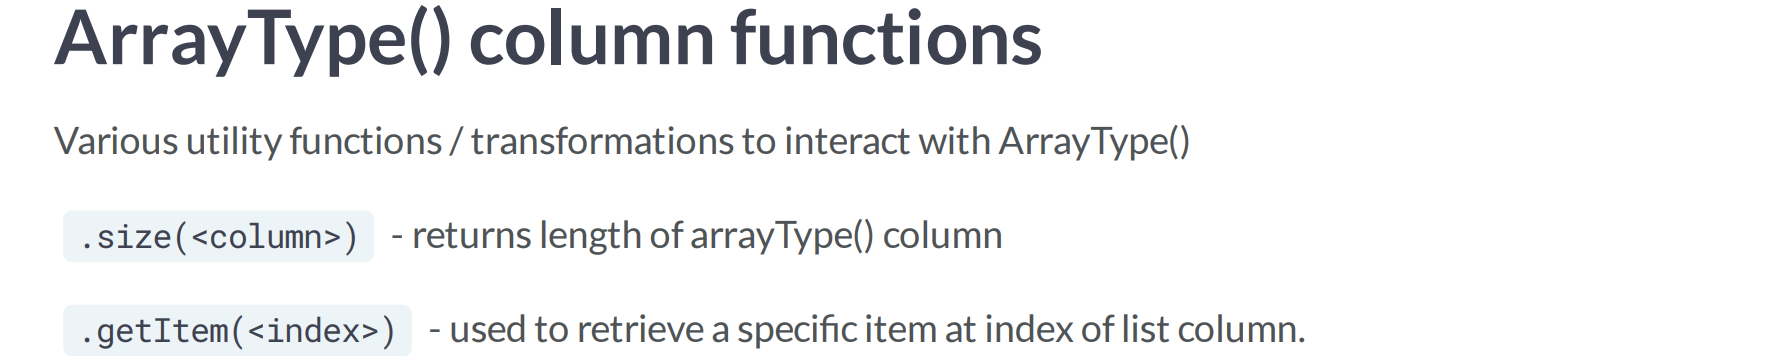 ArrayType() column functions
Various utility functions / transformations to interact with ArrayType()
.size(<column>) - returns length of arrayType() column
.getItem(<index>) - used to retrieve a specific item at index of list column.